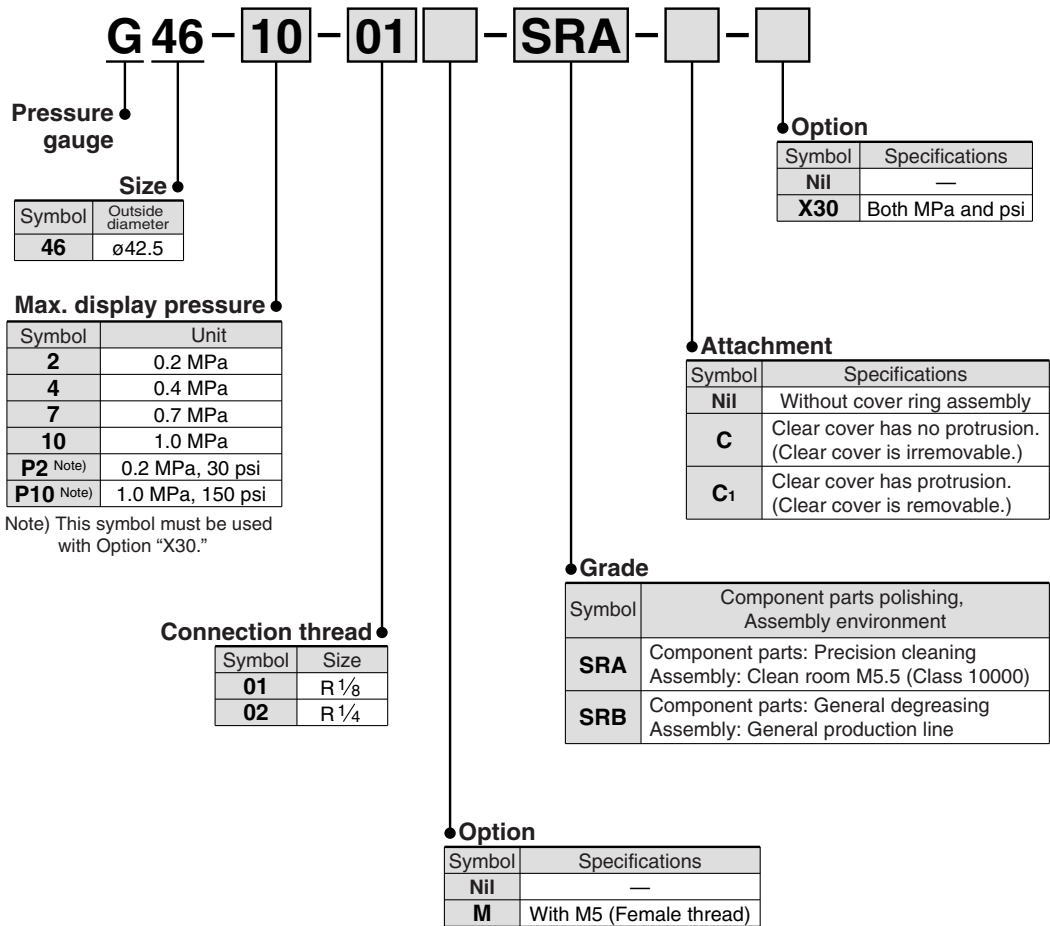 G 46 – 10 – 01 – SRA – –
Pressure
gauge
Size
Symbol Outside diameter
46 ø42.5
Max. display pressure
Symbol Unit
2 0.2 MPa
4 0.4 MPa
7 0.7 MPa
10 1.0 MPa
P2 Note) 0.2 MPa, 30 psi
P10 Note) 1.0 MPa, 150 psi
Note) This symbol must be used
with Option “X30.”
Connection thread
Symbol Size
01 R 1⁄8
02 R 1⁄4
Option
Symbol Specifications
Nil —
M With M5 (Female thread)
Grade
Symbol Component parts polishing,
Assembly environment
SRA Component parts: Precision cleaning
Assembly: Clean room M5.5 (Class 10000)
SRB Component parts: General degreasing
Assembly: General production line
Attachment
Symbol Specifications
Nil Without cover ring assembly
C Clear cover has no protrusion.
(Clear cover is irremovable.)
C1 Clear cover has protrusion.
(Clear cover is removable.)
Option
Symbol Specifications
Nil —
X30 Both MPa and psi